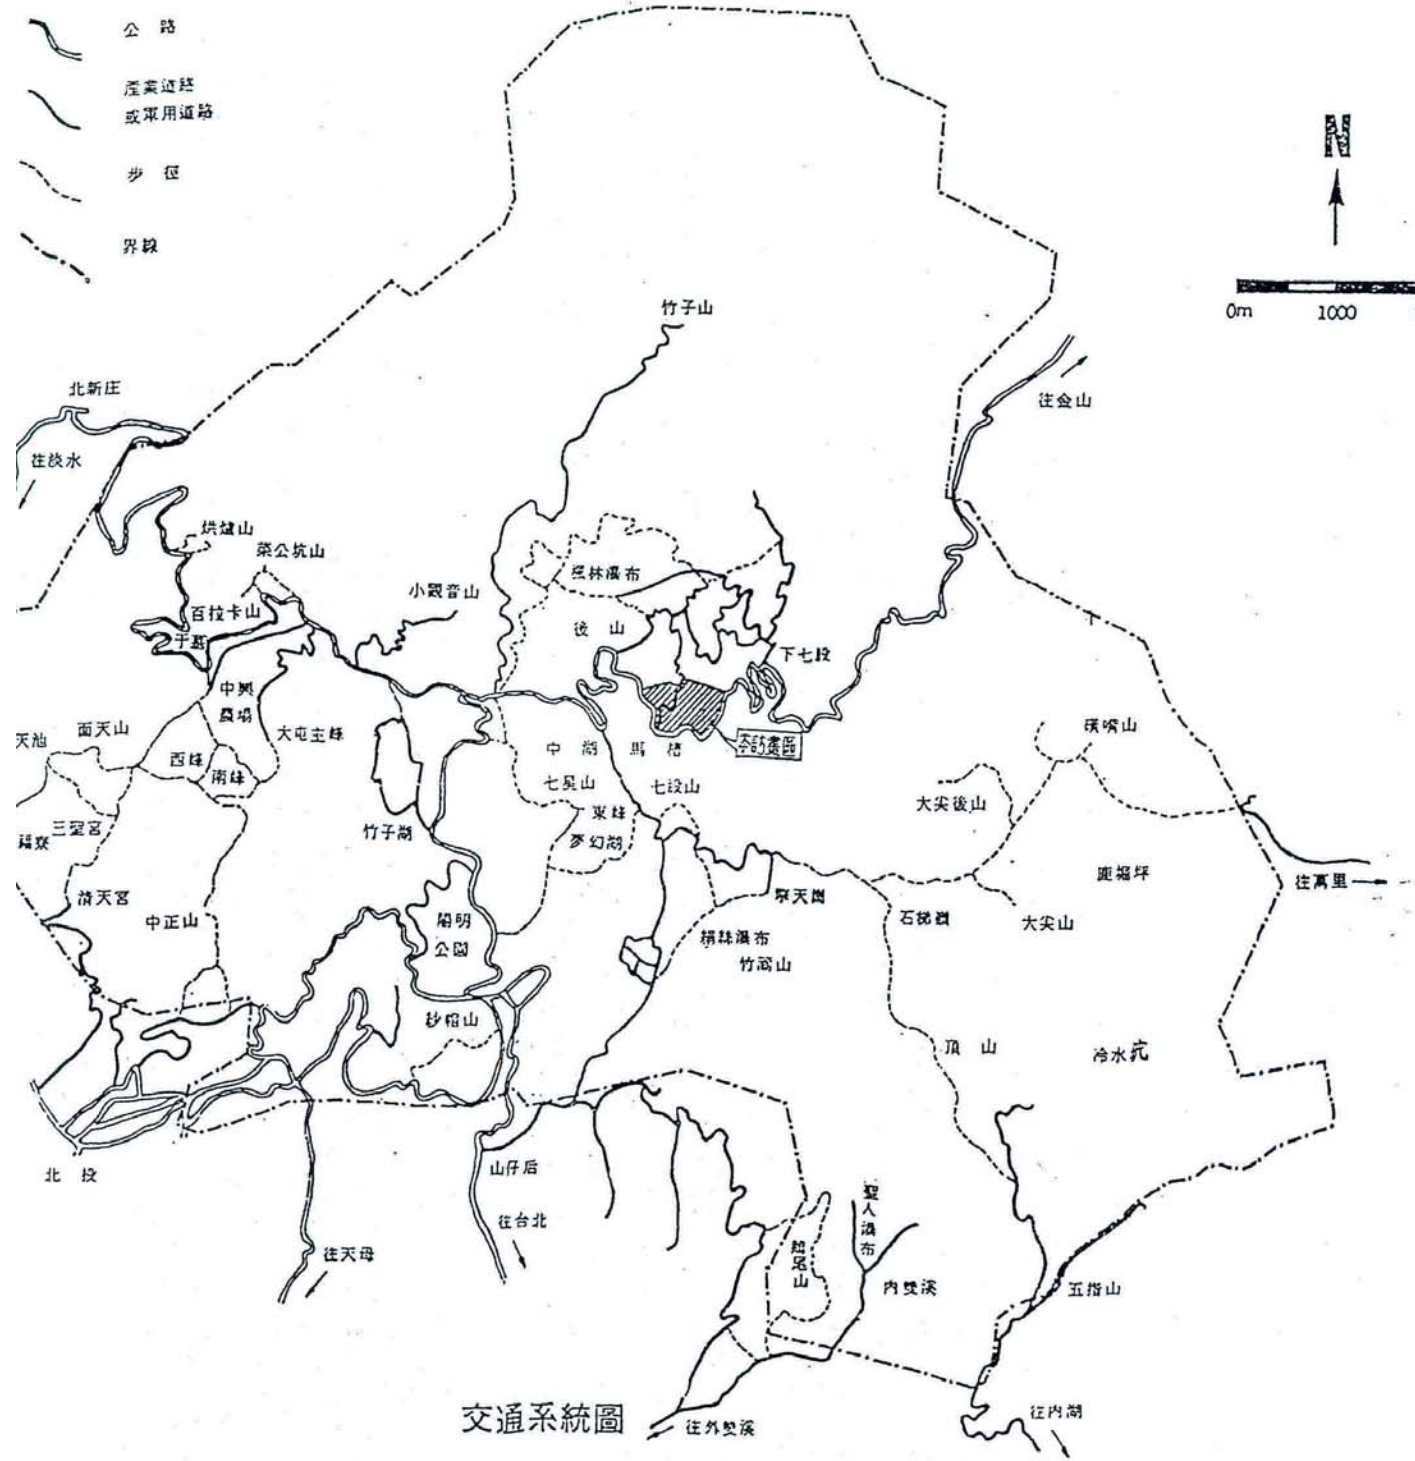 公路
產業道路
或軍用道路
步徑
界線
N
0m 1000
竹子山
往金山
北新庄
往淡水
烘爐山
菜公坑山
小觀音山
楓林瀑布
百拉卡山
後山
于墓
下七股
中興
農場
面天山
大屯主峰
西峰
南峰
中湖
馬槽
本計畫區
磺嘴山
七星山
七股山
大尖後山
三聖宮
竹子湖
東峰
夢幻湖
鹿堀坪
往萬里
清天宮
中正山
陽明
公園
擎天崗
石梯嶺
大尖山
絹絲瀑布
竹篙山
紗帽山
頂山
冷水坑
北投
山仔后
往台北
聖人瀑布
往天母
內雙溪
五指山
交通系統圖
往外雙溪
往內湖